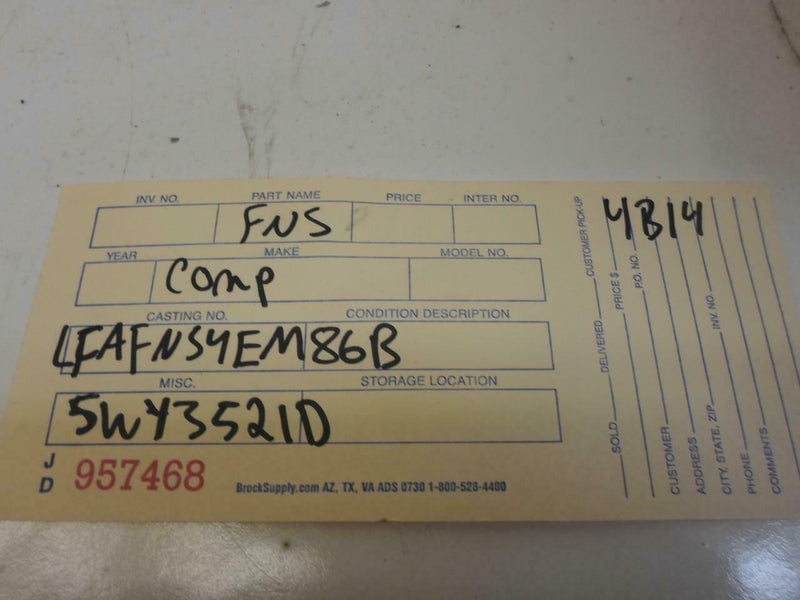 INV. NO. PART NAME PRICE INTER NO.
FNS
YEAR MAKE MODEL NO.
Comp
CASTING NO. CONDITION DESCRIPTION
LFAFNS4EM86B
MISC. STORAGE LOCATION
5WY3521D
J D 957468 BrockSupply.com AZ, TX, VA ADS 0730 1-800-528-4400
4B14
SOLD DELIVERED CUSTOMER PICK-UP
PRICE $
P.O. NO.
CUSTOMER
ADDRESS
CITY, STATE, ZIP INV. NO.
PHONE
COMMENTS